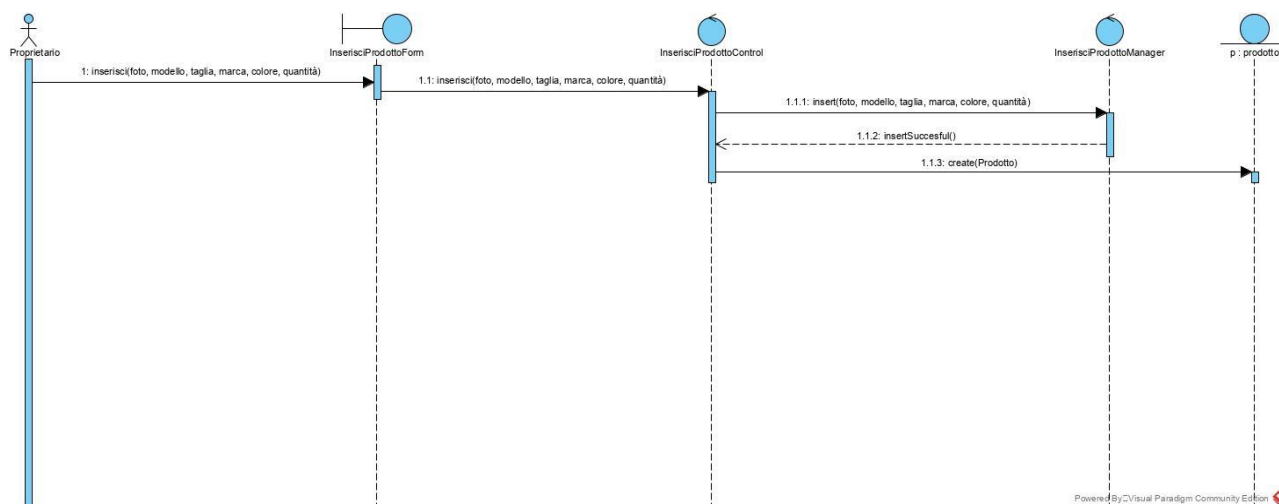 Proprietario
InserisciProdottoForm
InserisciProdottoControl
InserisciProdottoManager
p : prodotto
1: inserisci(foto, modello, taglia, marca, colore, quantità)
1.1: inserisci(foto, modello, taglia, marca, colore, quantità)
1.1.1: insert(foto, modello, taglia, marca, colore, quantità)
1.1.2: insertSuccesful()
1.1.3: create(Prodotto)
Powered By Visual Paradigm Community Edition